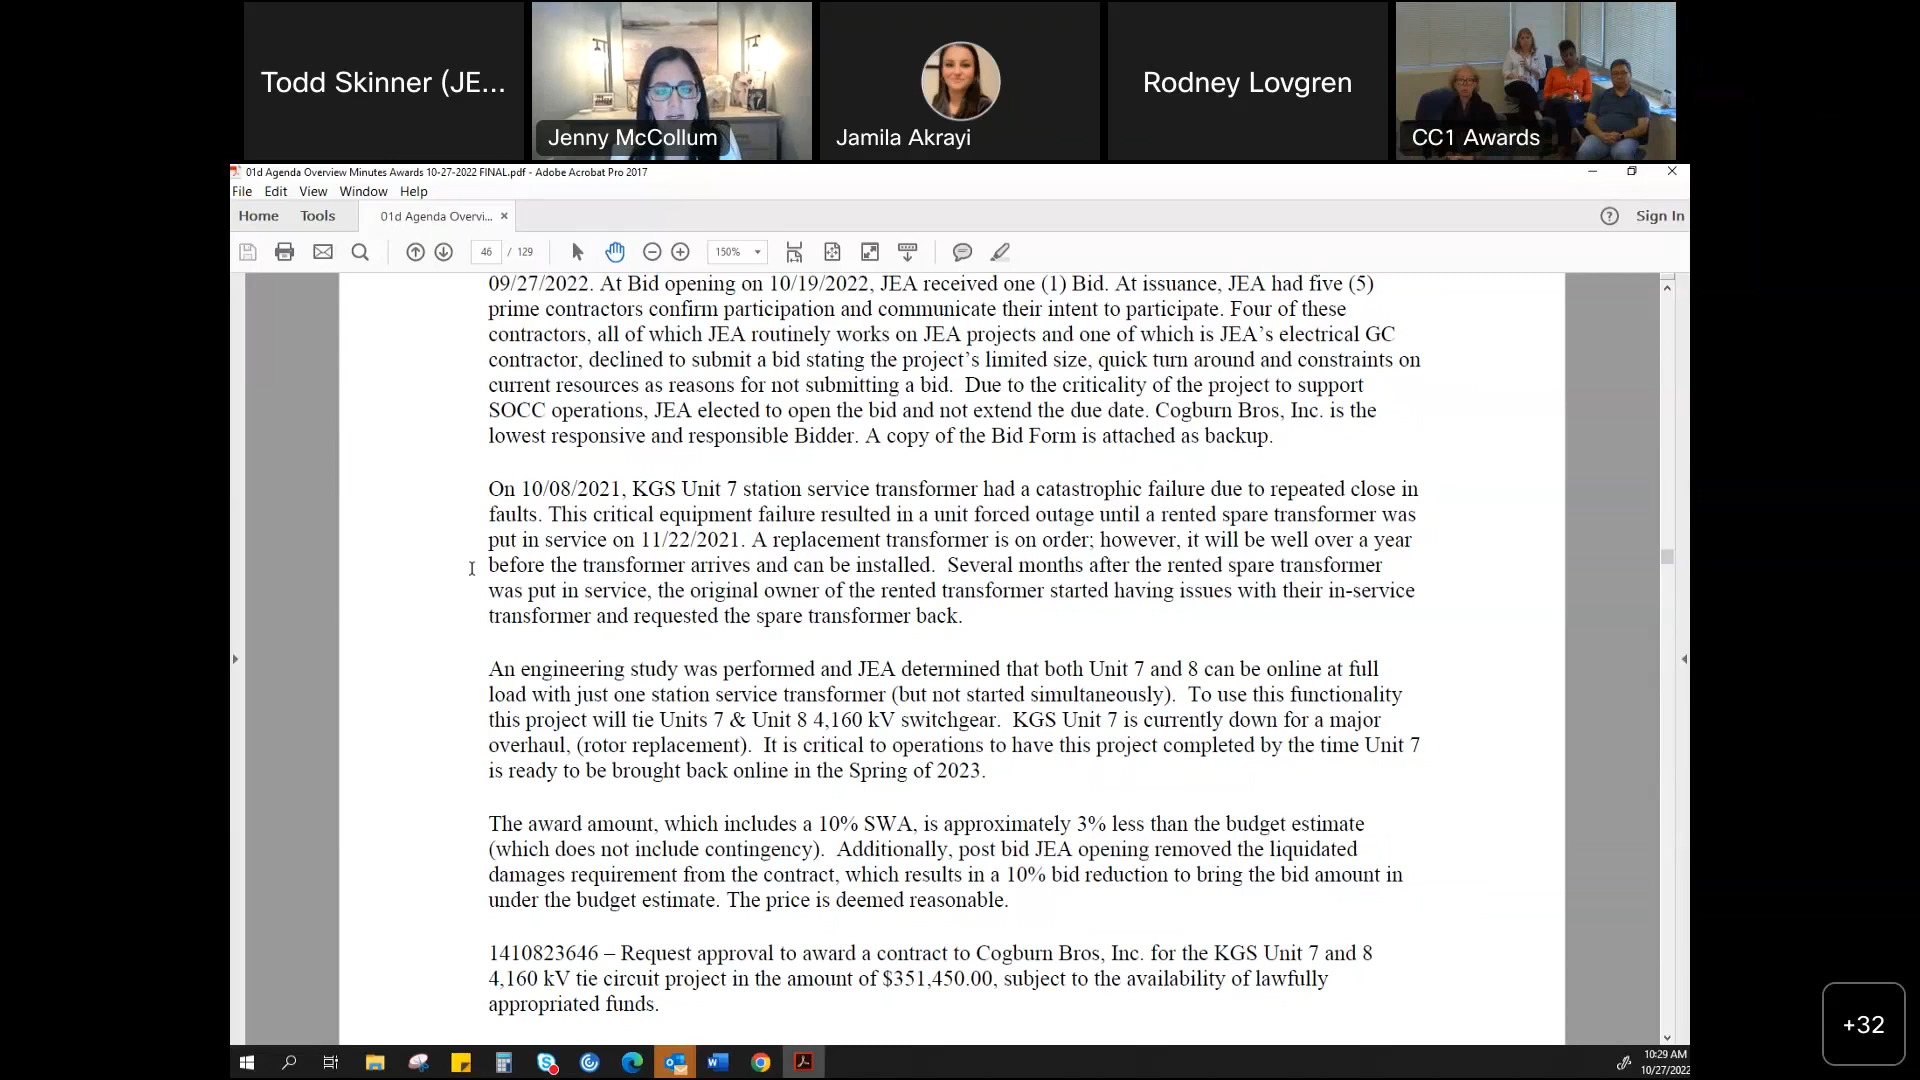 Todd Skinner (JE...
Jenny McCollum
Jamila Akrayi
Rodney Lovgren
CC1 Awards
01d Agenda Overview Minutes Awards 10-27-2022 FINAL.pdf - Adobe Acrobat Pro 2017
File Edit View Window Help
Home Tools 01d Agenda Overvi... × Sign In
46 / 129 150%
09/27/2022. At Bid opening on 10/19/2022, JEA received one (1) Bid. At issuance, JEA had five (5)
prime contractors confirm participation and communicate their intent to participate. Four of these
contractors, all of which JEA routinely works on JEA projects and one of which is JEA's electrical GC
contractor, declined to submit a bid stating the project's limited size, quick turn around and constraints on
current resources as reasons for not submitting a bid. Due to the criticality of the project to support
SOCC operations, JEA elected to open the bid and not extend the due date. Cogburn Bros, Inc. is the
lowest responsive and responsible Bidder. A copy of the Bid Form is attached as backup.
On 10/08/2021, KGS Unit 7 station service transformer had a catastrophic failure due to repeated close in
faults. This critical equipment failure resulted in a unit forced outage until a rented spare transformer was
put in service on 11/22/2021. A replacement transformer is on order; however, it will be well over a year
before the transformer arrives and can be installed. Several months after the rented spare transformer
was put in service, the original owner of the rented transformer started having issues with their in-service
transformer and requested the spare transformer back.
An engineering study was performed and JEA determined that both Unit 7 and 8 can be online at full
load with just one station service transformer (but not started simultaneously). To use this functionality
this project will tie Units 7 & Unit 8 4,160 kV switchgear. KGS Unit 7 is currently down for a major
overhaul, (rotor replacement). It is critical to operations to have this project completed by the time Unit 7
is ready to be brought back online in the Spring of 2023.
The award amount, which includes a 10% SWA, is approximately 3% less than the budget estimate
(which does not include contingency). Additionally, post bid JEA opening removed the liquidated
damages requirement from the contract, which results in a 10% bid reduction to bring the bid amount in
under the budget estimate. The price is deemed reasonable.
1410823646 – Request approval to award a contract to Cogburn Bros, Inc. for the KGS Unit 7 and 8
4,160 kV tie circuit project in the amount of $351,450.00, subject to the availability of lawfully
appropriated funds.
+32
10:29 AM
10/27/2022